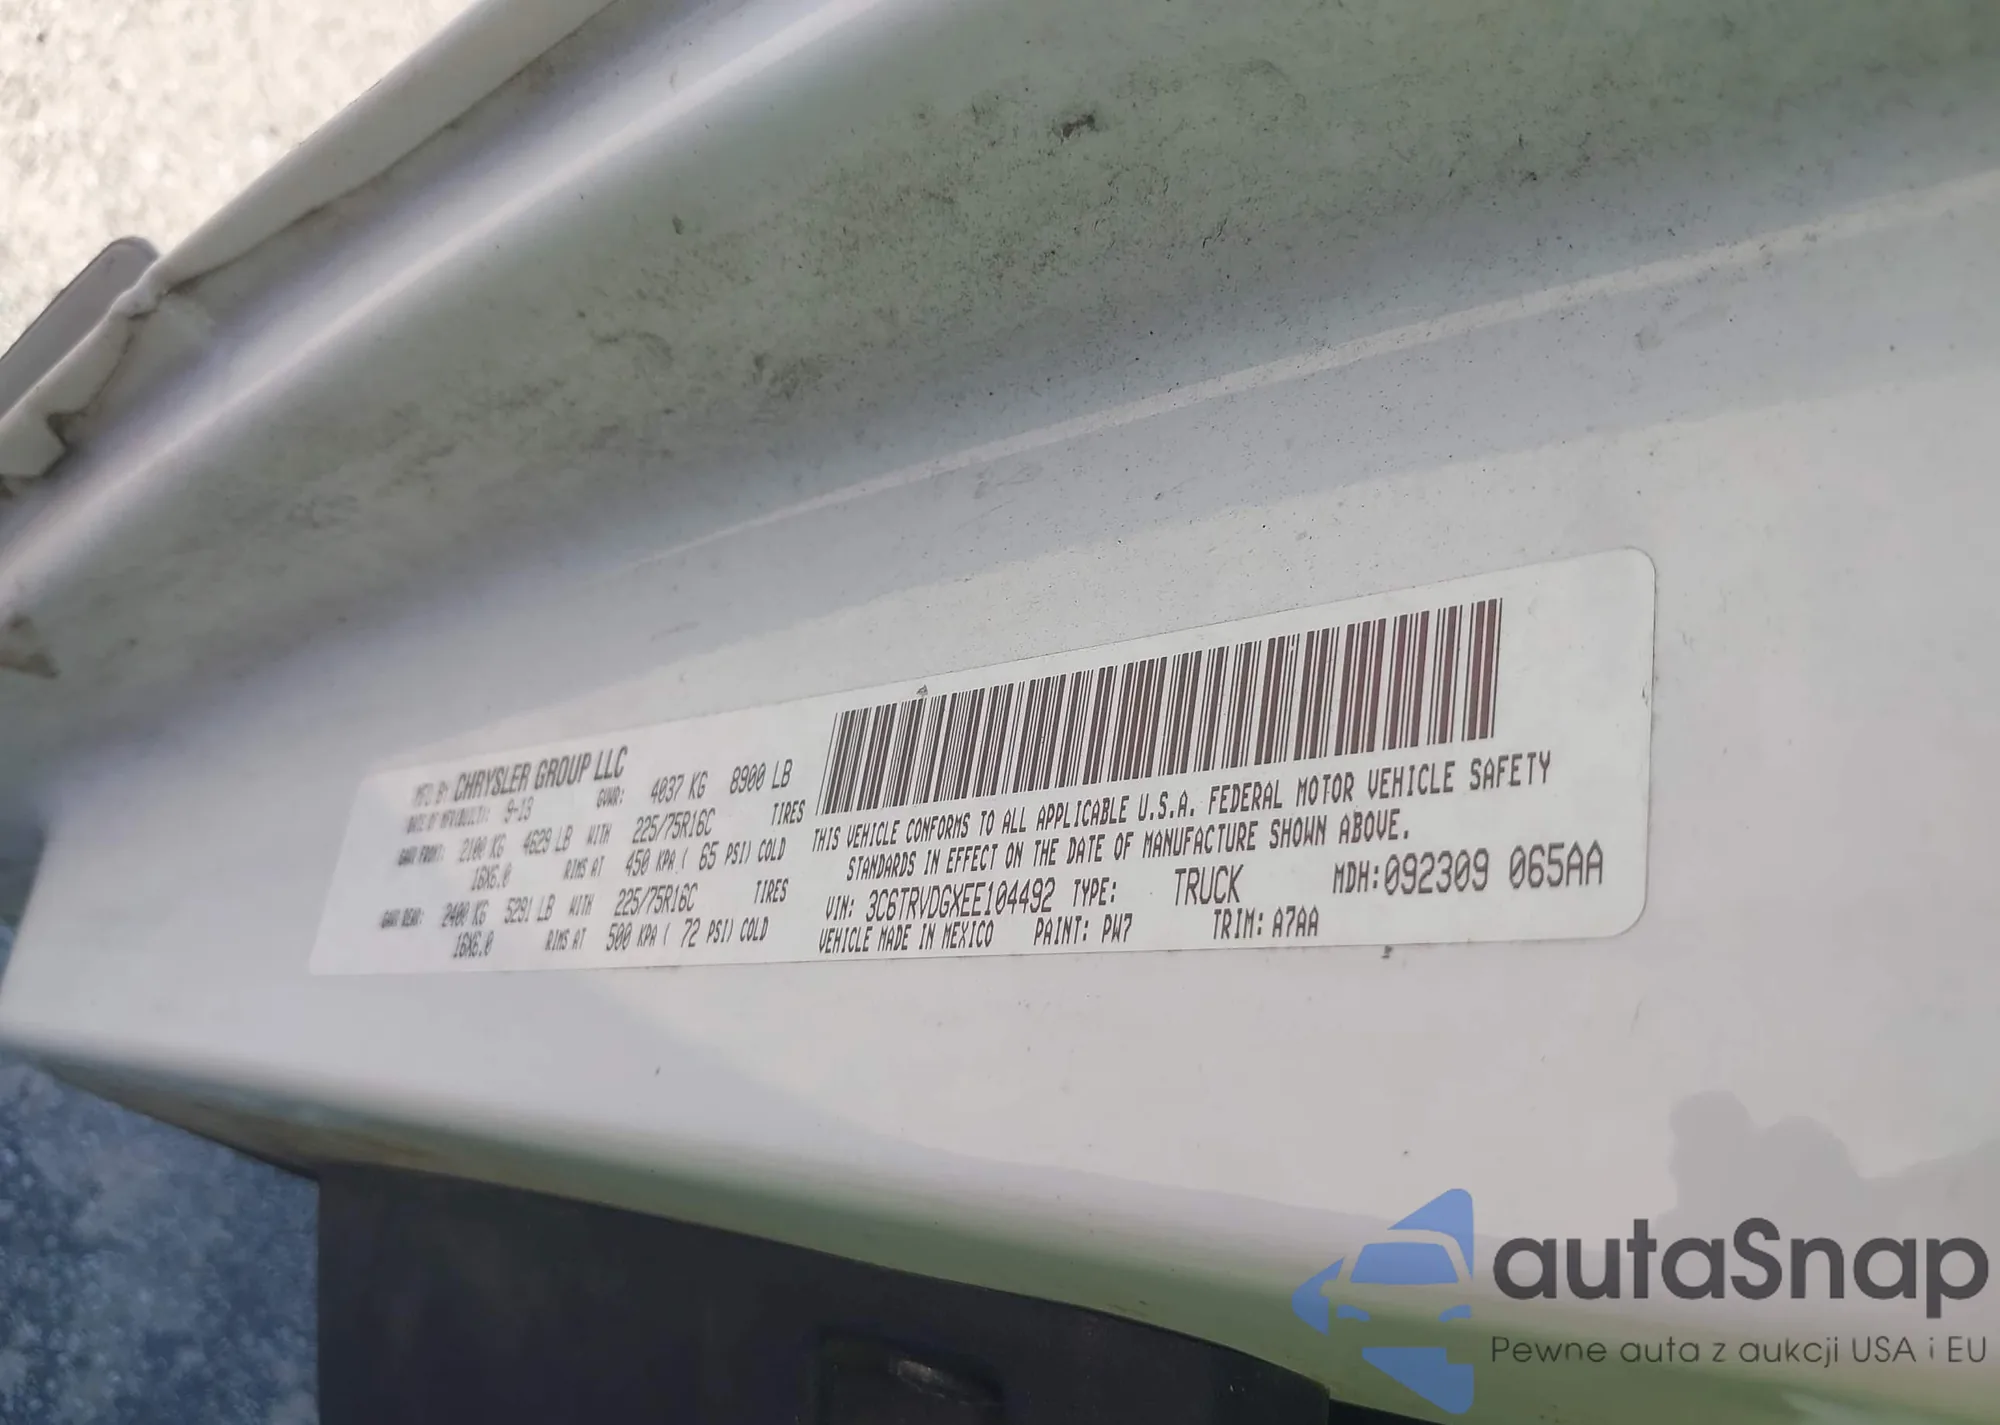 MFD BY: CHRYSLER GROUP LLC
DATE OF MFR(BUILT): 9-13 GVWR: 4037 KG 8900 LB
GAWR FRONT: 2100 KG 4629 LB WITH 225/75R16C TIRES
16X6.0 RIMS AT 450 KPA ( 65 PSI) COLD
GAWR REAR: 2400 KG 5291 LB WITH 225/75R16C TIRES
16X6.0 RIMS AT 500 KPA ( 72 PSI) COLD
THIS VEHICLE CONFORMS TO ALL APPLICABLE U.S.A. FEDERAL MOTOR VEHICLE SAFETY
STANDARDS IN EFFECT ON THE DATE OF MANUFACTURE SHOWN ABOVE.
VIN: 3C6TRVDGXEE104492 TYPE: TRUCK MDH:092309 065AA
VEHICLE MADE IN MEXICO PAINT: PW7 TRIM: A7AA
autaSnap
Pewne auta z aukcji USA i EU